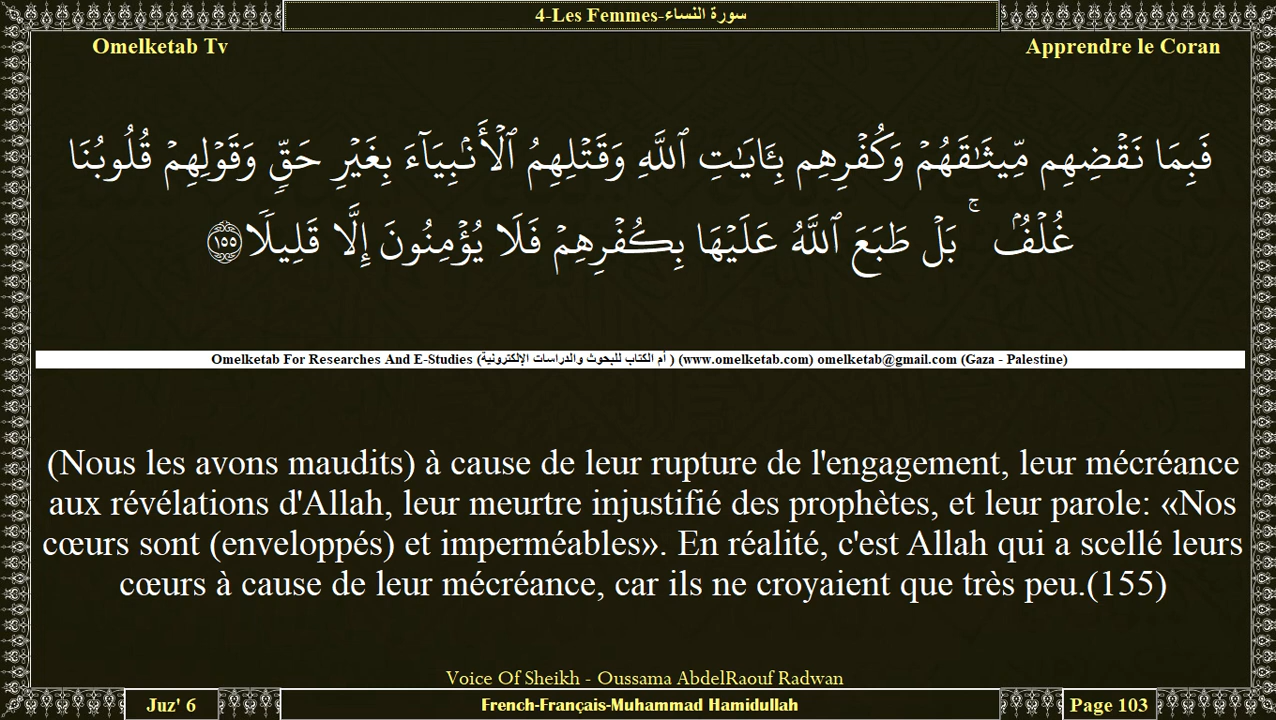 4-Les Femmes-سورة النساء
Omelketab Tv
Apprendre le Coran
فَبِمَا نَقْضِهِم مِّيثَٰقَهُمْ وَكُفْرِهِم بِـَٔايَٰتِ ٱللَّهِ وَقَتْلِهِمُ ٱلْأَنۢبِيَآءَ بِغَيْرِ حَقٍّ وَقَوْلِهِمْ قُلُوبُنَا
غُلْفٌۢ ۚ بَلْ طَبَعَ ٱللَّهُ عَلَيْهَا بِكُفْرِهِمْ فَلَا يُؤْمِنُونَ إِلَّا قَلِيلًا ١٥٥
Omelketab For Researches And E-Studies (أم الكتاب للبحوث والدراسات الإلكترونية ) (www.omelketab.com) omelketab@gmail.com (Gaza - Palestine)
(Nous les avons maudits) à cause de leur rupture de l'engagement, leur mécréance
aux révélations d'Allah, leur meurtre injustifié des prophètes, et leur parole: «Nos
cœurs sont (enveloppés) et imperméables». En réalité, c'est Allah qui a scellé leurs
cœurs à cause de leur mécréance, car ils ne croyaient que très peu.(155)
Voice Of Sheikh - Oussama AbdelRaouf Radwan
Juz' 6
French-Français-Muhammad Hamidullah
Page 103